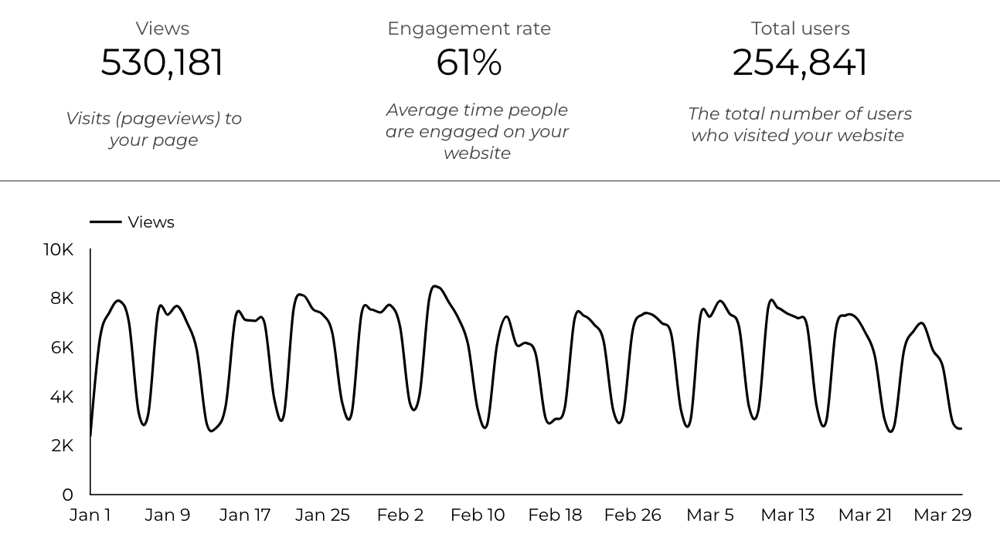 Views
530,181
Visits (pageviews) to
your page
Engagement rate
61%
Average time people
are engaged on your
website
Total users
254,841
The total number of users
who visited your website
Views
10K
8K
6K
4K
2K
0
Jan 1 Jan 9 Jan 17 Jan 25 Feb 2 Feb 10 Feb 18 Feb 26 Mar 5 Mar 13 Mar 21 Mar 29